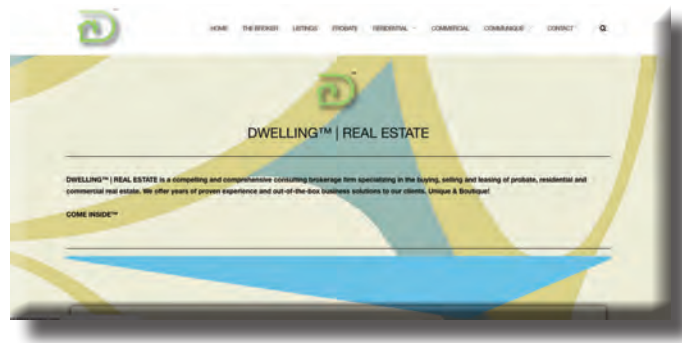 HOME THE BROKER LISTINGS PROBATE RESIDENTIAL COMMERCIAL COMMUNIQUE CONTACT
DWELLING™ | REAL ESTATE
DWELLING™ | REAL ESTATE is a compelling and comprehensive consulting brokerage firm specializing in the buying, selling and leasing of probate, residential and
commercial real estate. We offer years of proven experience and out-of-the-box business solutions to our clients. Unique & Boutique!
COME INSIDE™